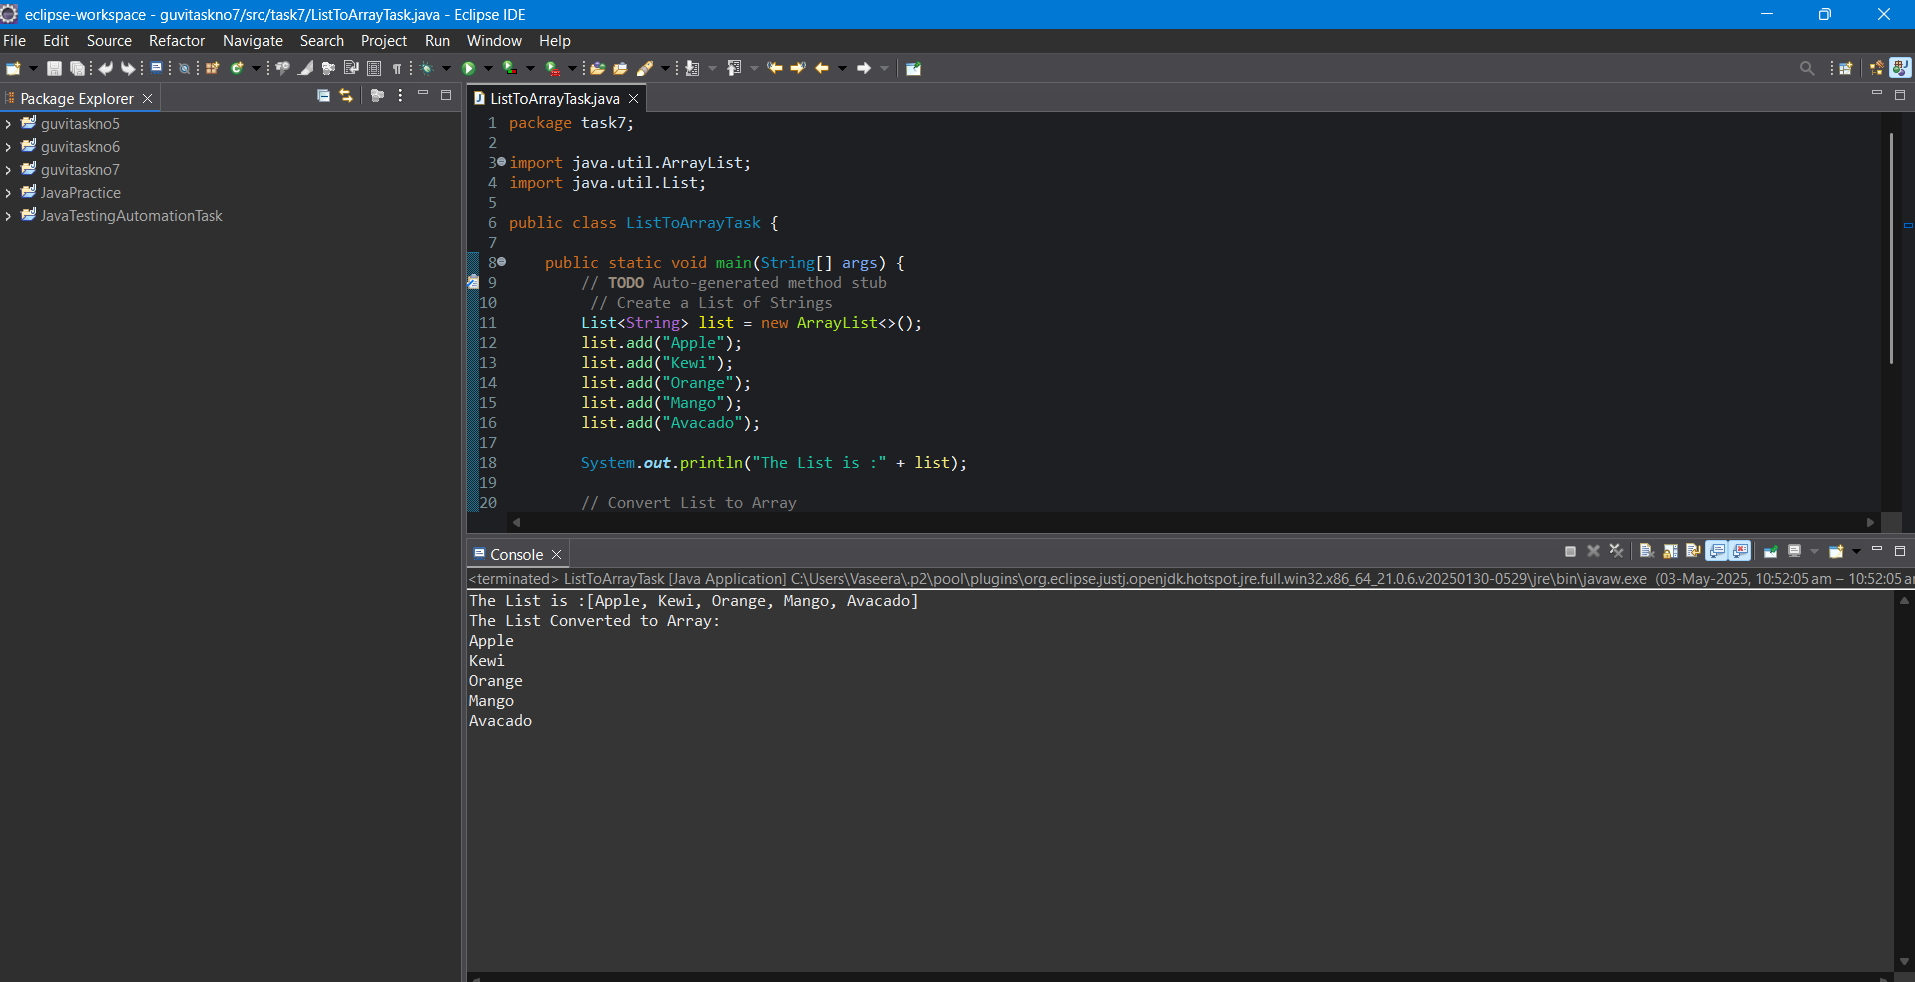 eclipse-workspace - guvitaskno7/src/task7/ListToArrayTask.java - Eclipse IDE
File Edit Source Refactor Navigate Search Project Run Window Help
Package Explorer
guvitaskno5
guvitaskno6
guvitaskno7
JavaPractice
JavaTestingAutomationTask
ListToArrayTask.java
1 package task7;
2
3 import java.util.ArrayList;
4 import java.util.List;
5
6 public class ListToArrayTask {
7
8 public static void main(String[] args) {
9 // TODO Auto-generated method stub
10 // Create a List of Strings
11 List<String> list = new ArrayList<>();
12 list.add("Apple");
13 list.add("Kewi");
14 list.add("Orange");
15 list.add("Mango");
16 list.add("Avacado");
17
18 System.out.println("The List is :" + list);
19
20 // Convert List to Array
Console
<terminated> ListToArrayTask [Java Application] C:\Users\Vaseera\.p2\pool\plugins\org.eclipse.justj.openjdk.hotspot.jre.full.win32.x86_64_21.0.6.v20250130-0529\jre\bin\javaw.exe (03-May-2025, 10:52:05 am – 10:52:05
The List is :[Apple, Kewi, Orange, Mango, Avacado]
The List Converted to Array:
Apple
Kewi
Orange
Mango
Avacado